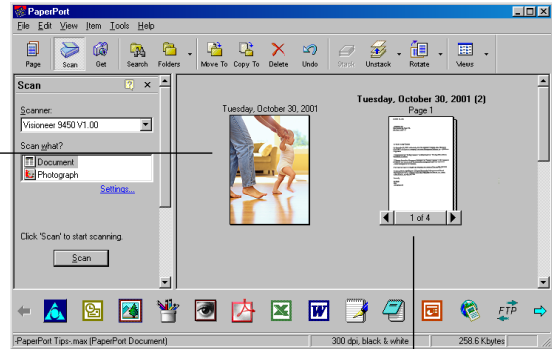 PaperPort
File Edit View Item Tools Help
Page Scan Get Search Folders Move To Copy To Delete Undo Stack Unstack Rotate Views
Scan
Scanner:
Visioneer 9450 V1.00
Scan what?
Document
Photograph
Settings...
Click 'Scan' to start scanning.
Scan
Tuesday, October 30, 2001
Tuesday, October 30, 2001 (2)
Page 1
1 of 4
FTP
-PaperPort Tips-.max (PaperPort Document) 300 dpi, black & white 258.6 Kbytes